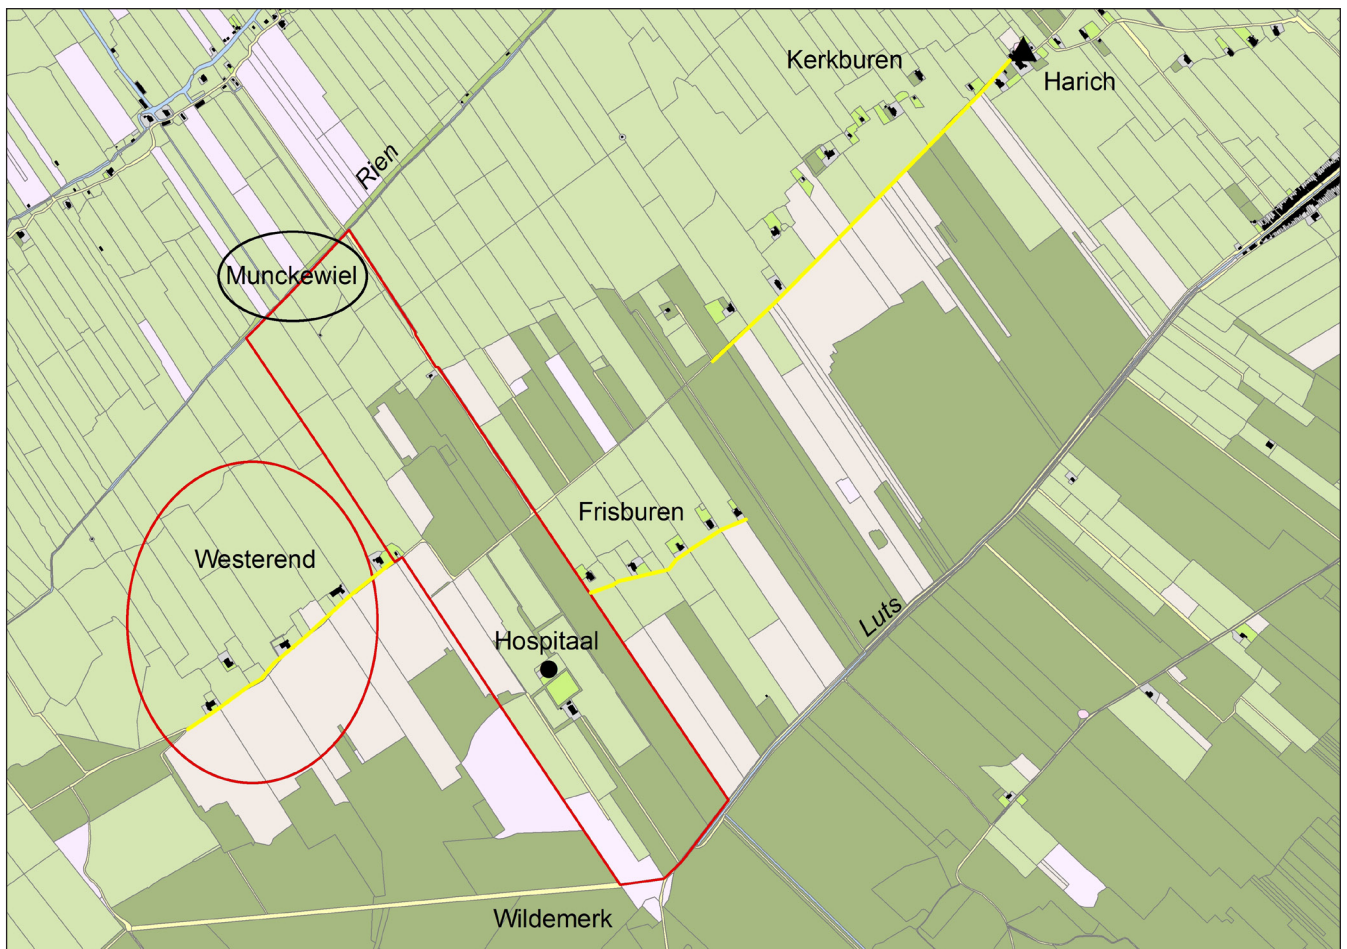 Kerkburen
Harich
Rien
Munckewiel
Frisburen
Westerend
Luts
Hospitaal
Wildemerk